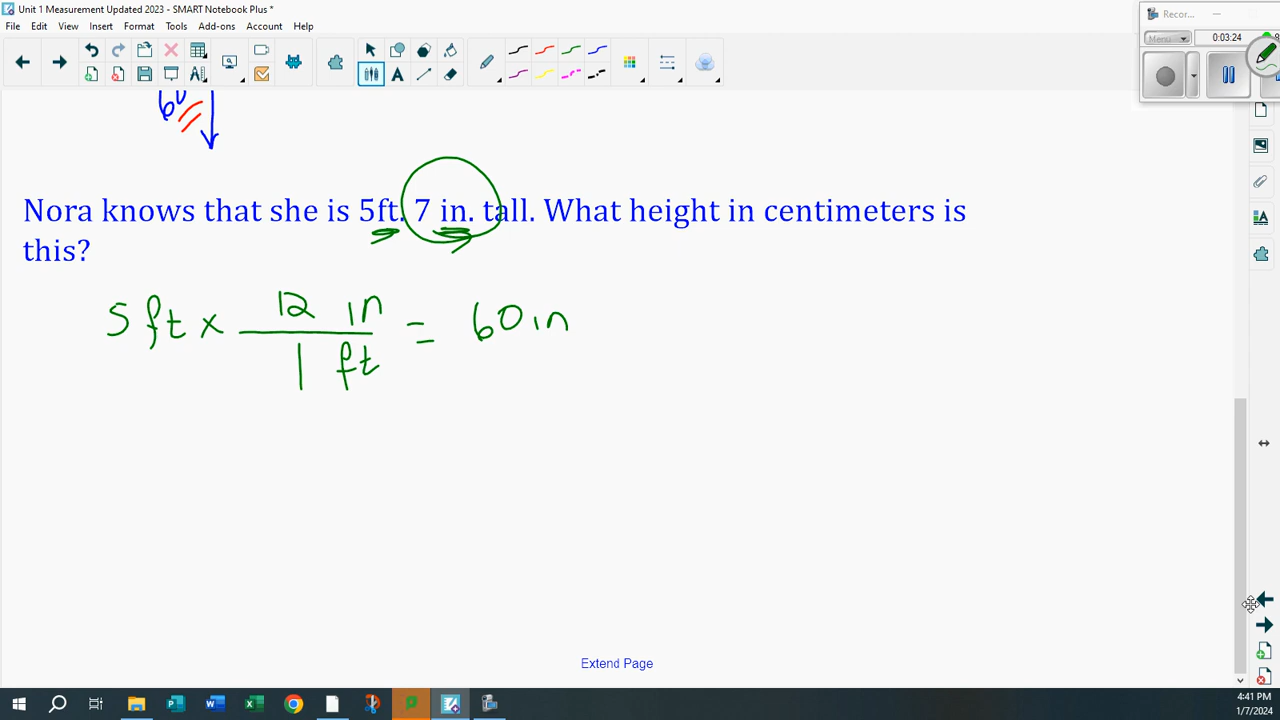 Unit 1 Measurement Updated 2023 - SMART Notebook Plus *
File Edit View Insert Format Tools Add-ons Account Help
Recor...
Menu
0:03:24
60
Nora knows that she is 5ft. 7 in. tall. What height in centimeters is
this?
5 ft x 12 in / 1 ft = 60 in
Extend Page
4:41 PM
1/7/2024